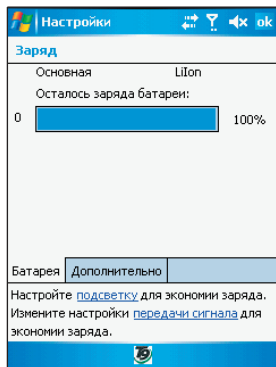 Настройки ok
Заряд
Основная LiIon
Осталось заряда батареи:
0 100%
Батарея Дополнительно
Настройте подсветку для экономии заряда.
Измените настройки передачи сигнала для
экономии заряда.
T9